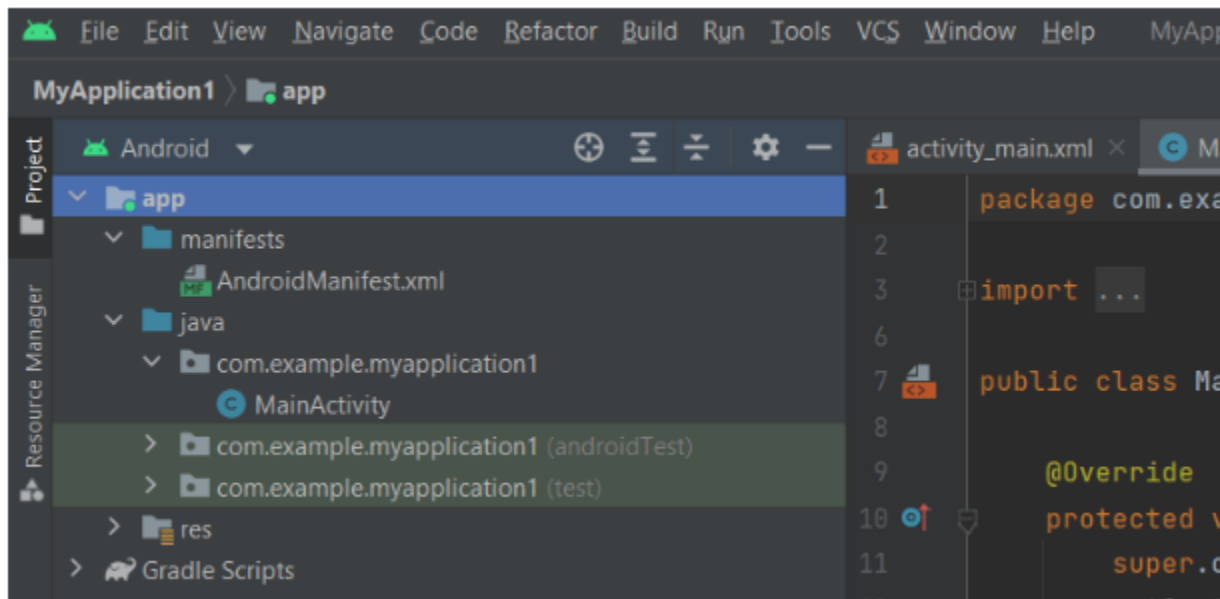 File Edit View Navigate Code Refactor Build Run Tools VCS Window Help
MyApplication1 app
Project
Resource Manager
Android
app
manifests
AndroidManifest.xml
java
com.example.myapplication1
MainActivity
com.example.myapplication1 (androidTest)
com.example.myapplication1 (test)
res
Gradle Scripts
activity_main.xml
1 package com.exa
2
3 import ...
6
7 public class Ma
8
9 @Override
10 protected v
11 super.